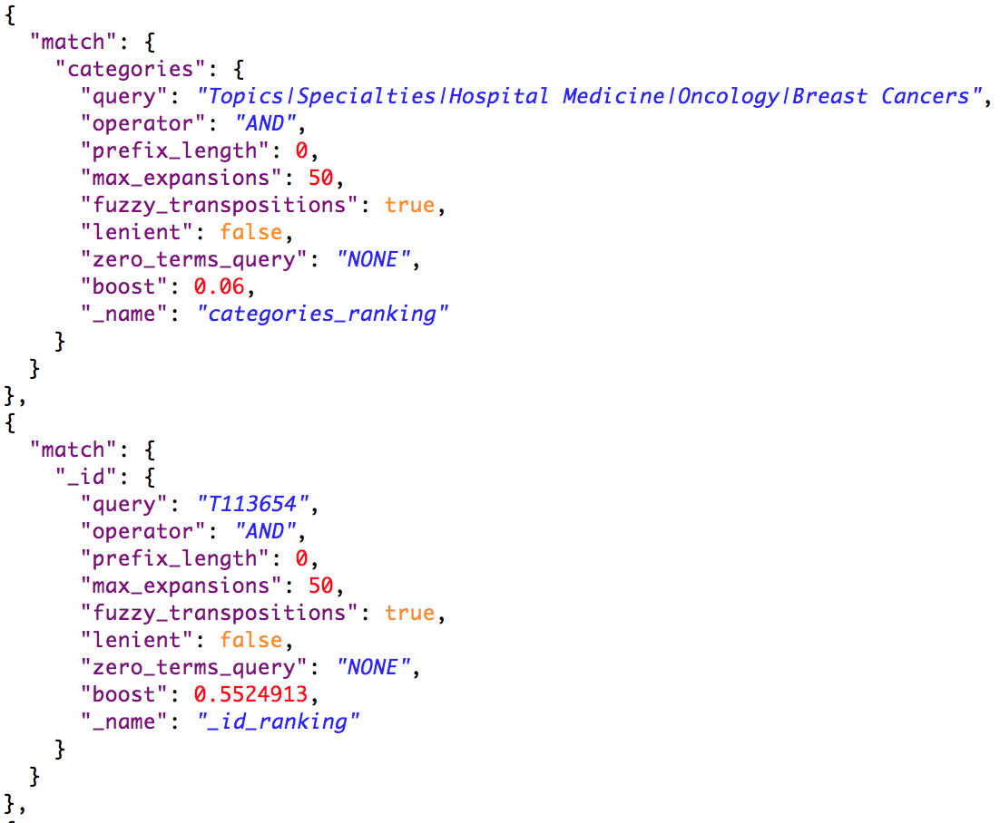 {
  "match": {
    "categories": {
      "query": "Topics|Specialties|Hospital Medicine|Oncology|Breast Cancers",
      "operator": "AND",
      "prefix_length": 0,
      "max_expansions": 50,
      "fuzzy_transpositions": true,
      "lenient": false,
      "zero_terms_query": "NONE",
      "boost": 0.06,
      "_name": "categories_ranking"
    }
  }
},
{
  "match": {
    "_id": {
      "query": "T113654",
      "operator": "AND",
      "prefix_length": 0,
      "max_expansions": 50,
      "fuzzy_transpositions": true,
      "lenient": false,
      "zero_terms_query": "NONE",
      "boost": 0.5524913,
      "_name": "_id_ranking"
    }
  }
},